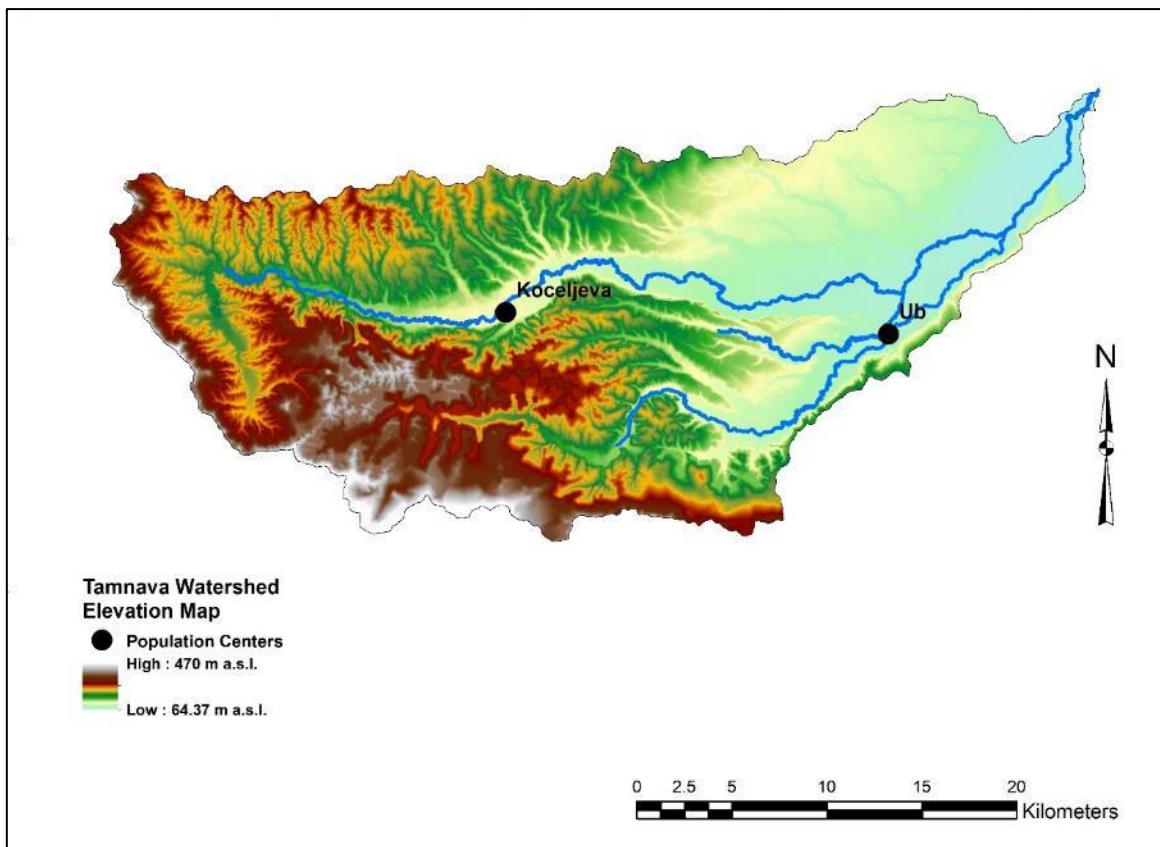 Koceljeva
Ub
N
Tamnava Watershed
Elevation Map
Population Centers
High : 470 m a.s.l.
Low : 64.37 m a.s.l.
0 2.5 5 10 15 20
Kilometers